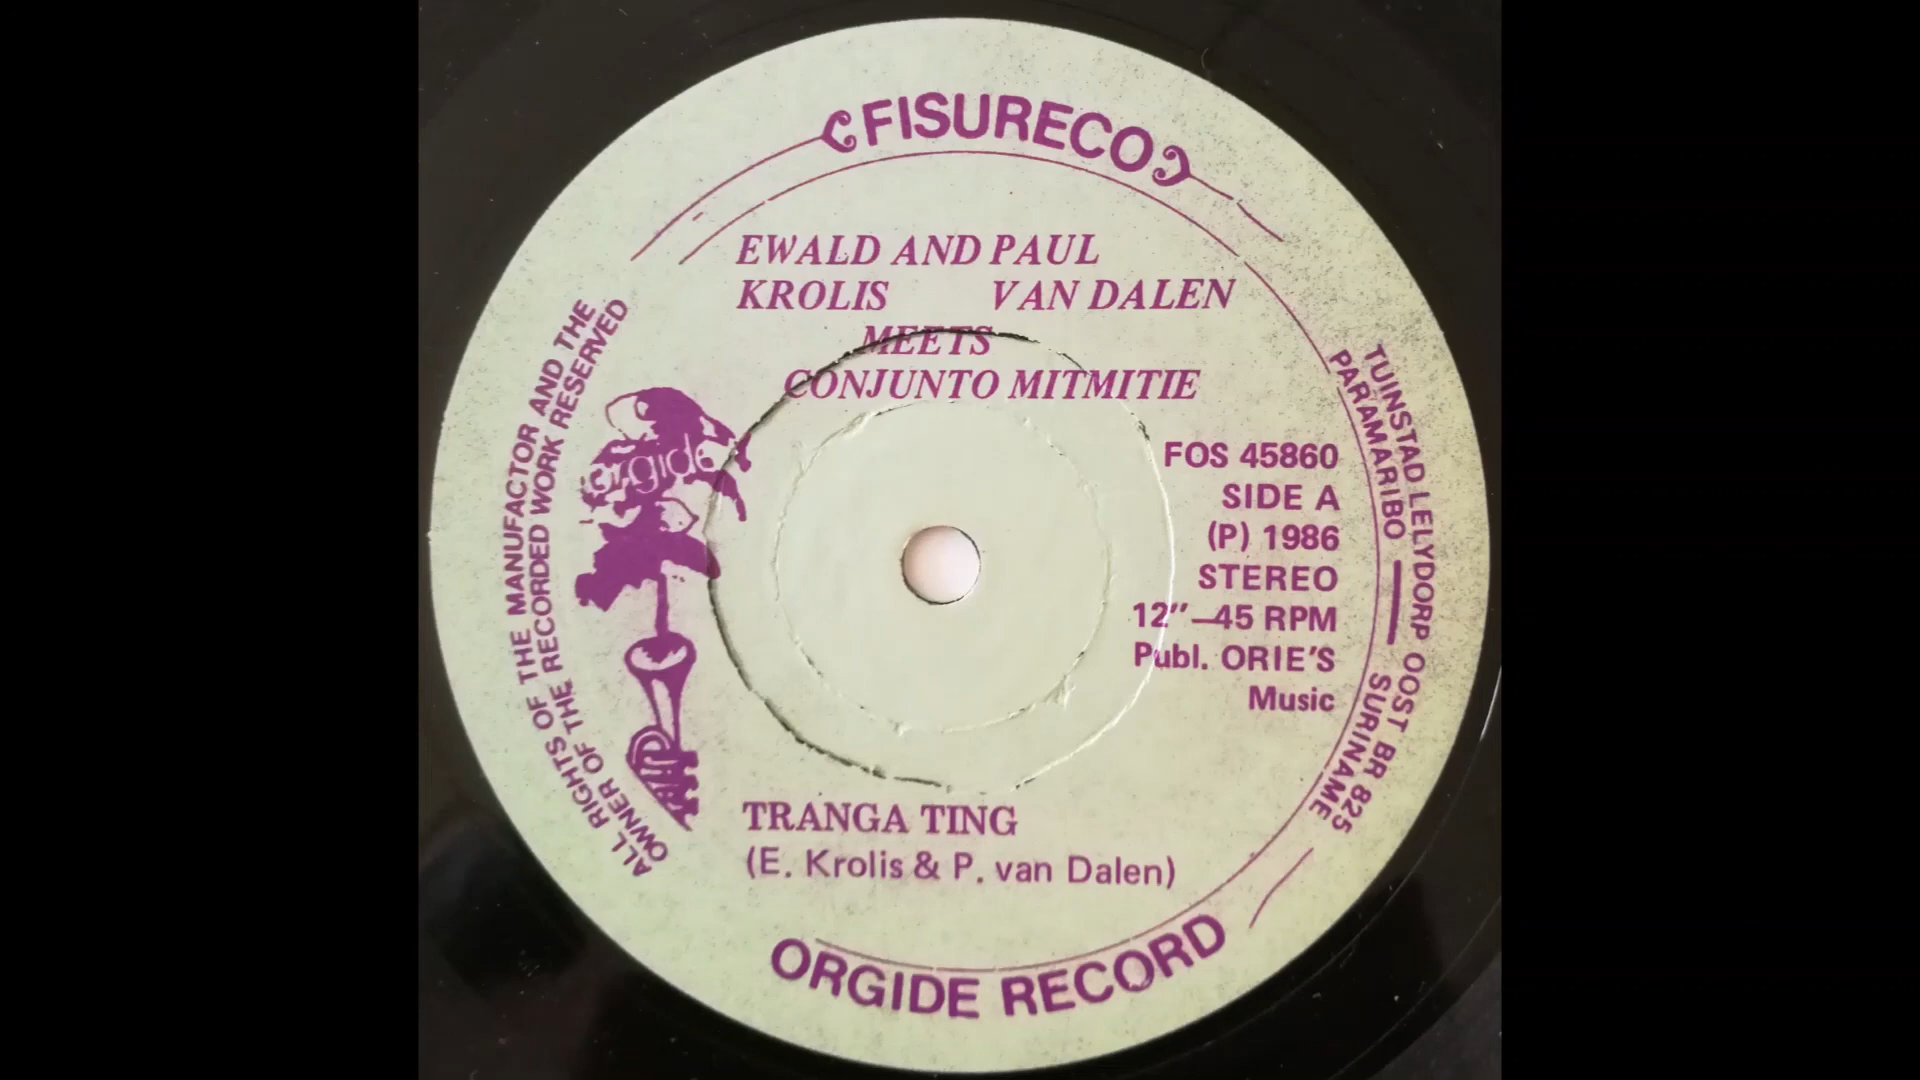 FISURECO
EWALD AND PAUL
KROLIS VAN DALEN
MEETS
CONJUNTO MITMITIE
FOS 45860
SIDE A
(P) 1986
STEREO
12” —45 RPM
Publ. ORIE'S
Music
orgide
TRANGA TING
(E. Krolis & P. van Dalen)
ORGIDE RECORD
ALL RIGHTS OF THE MANUFACTOR AND THE
OWNER OF THE RECORDED WORK RESERVED
TUINSTAD LELYDORP OOST BR 825
PARAMARIBO — SURINAME